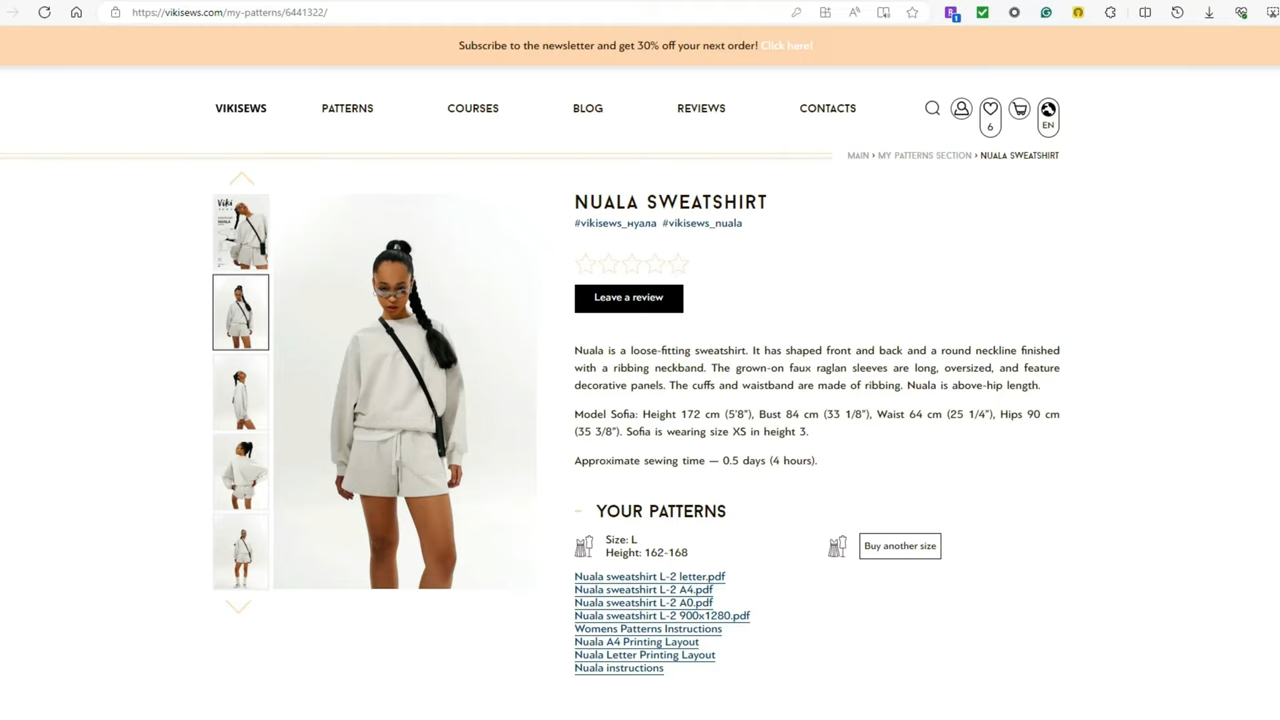 https://vikisews.com/my-patterns/6441322/
1
Subscribe to the newsletter and get 30% off your next order! Click here!
VIKISEWS
PATTERNS
COURSES
BLOG
REVIEWS
CONTACTS
6
EN
MAIN › MY PATTERNS SECTION › NUALA SWEATSHIRT
Viki
NUALA SWEATSHIRT
#vikisews_нуала #vikisews_nuala
Leave a review
Nuala is a loose-fitting sweatshirt. It has shaped front and back and a round neckline finished
with a ribbing neckband. The grown-on faux raglan sleeves are long, oversized, and feature
decorative panels. The cuffs and waistband are made of ribbing. Nuala is above-hip length.
Model Sofia: Height 172 cm (5'8"), Bust 84 cm (33 1/8"), Waist 64 cm (25 1/4"), Hips 90 cm
(35 3/8"). Sofia is wearing size XS in height 3.
Approximate sewing time — 0.5 days (4 hours).
YOUR PATTERNS
Size: L
Height: 162-168
Buy another size
Nuala sweatshirt L-2 letter.pdf
Nuala sweatshirt L-2 A4.pdf
Nuala sweatshirt L-2 A0.pdf
Nuala sweatshirt L-2 900x1280.pdf
Womens Patterns Instructions
Nuala A4 Printing Layout
Nuala Letter Printing Layout
Nuala instructions